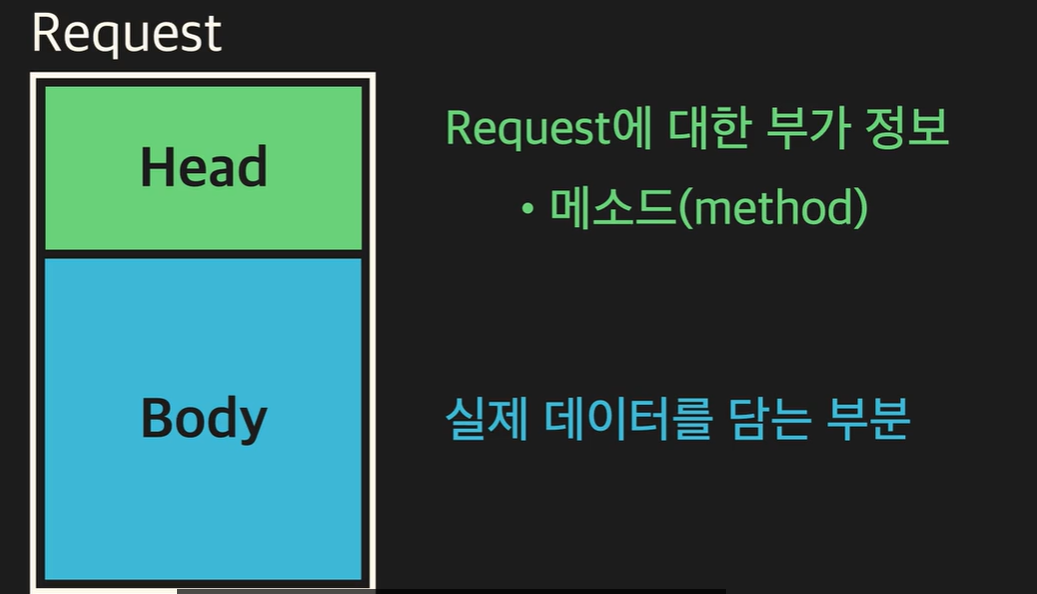 Request
Head
Request에 대한 부가 정보
• 메소드(method)
Body
실제 데이터를 담는 부분